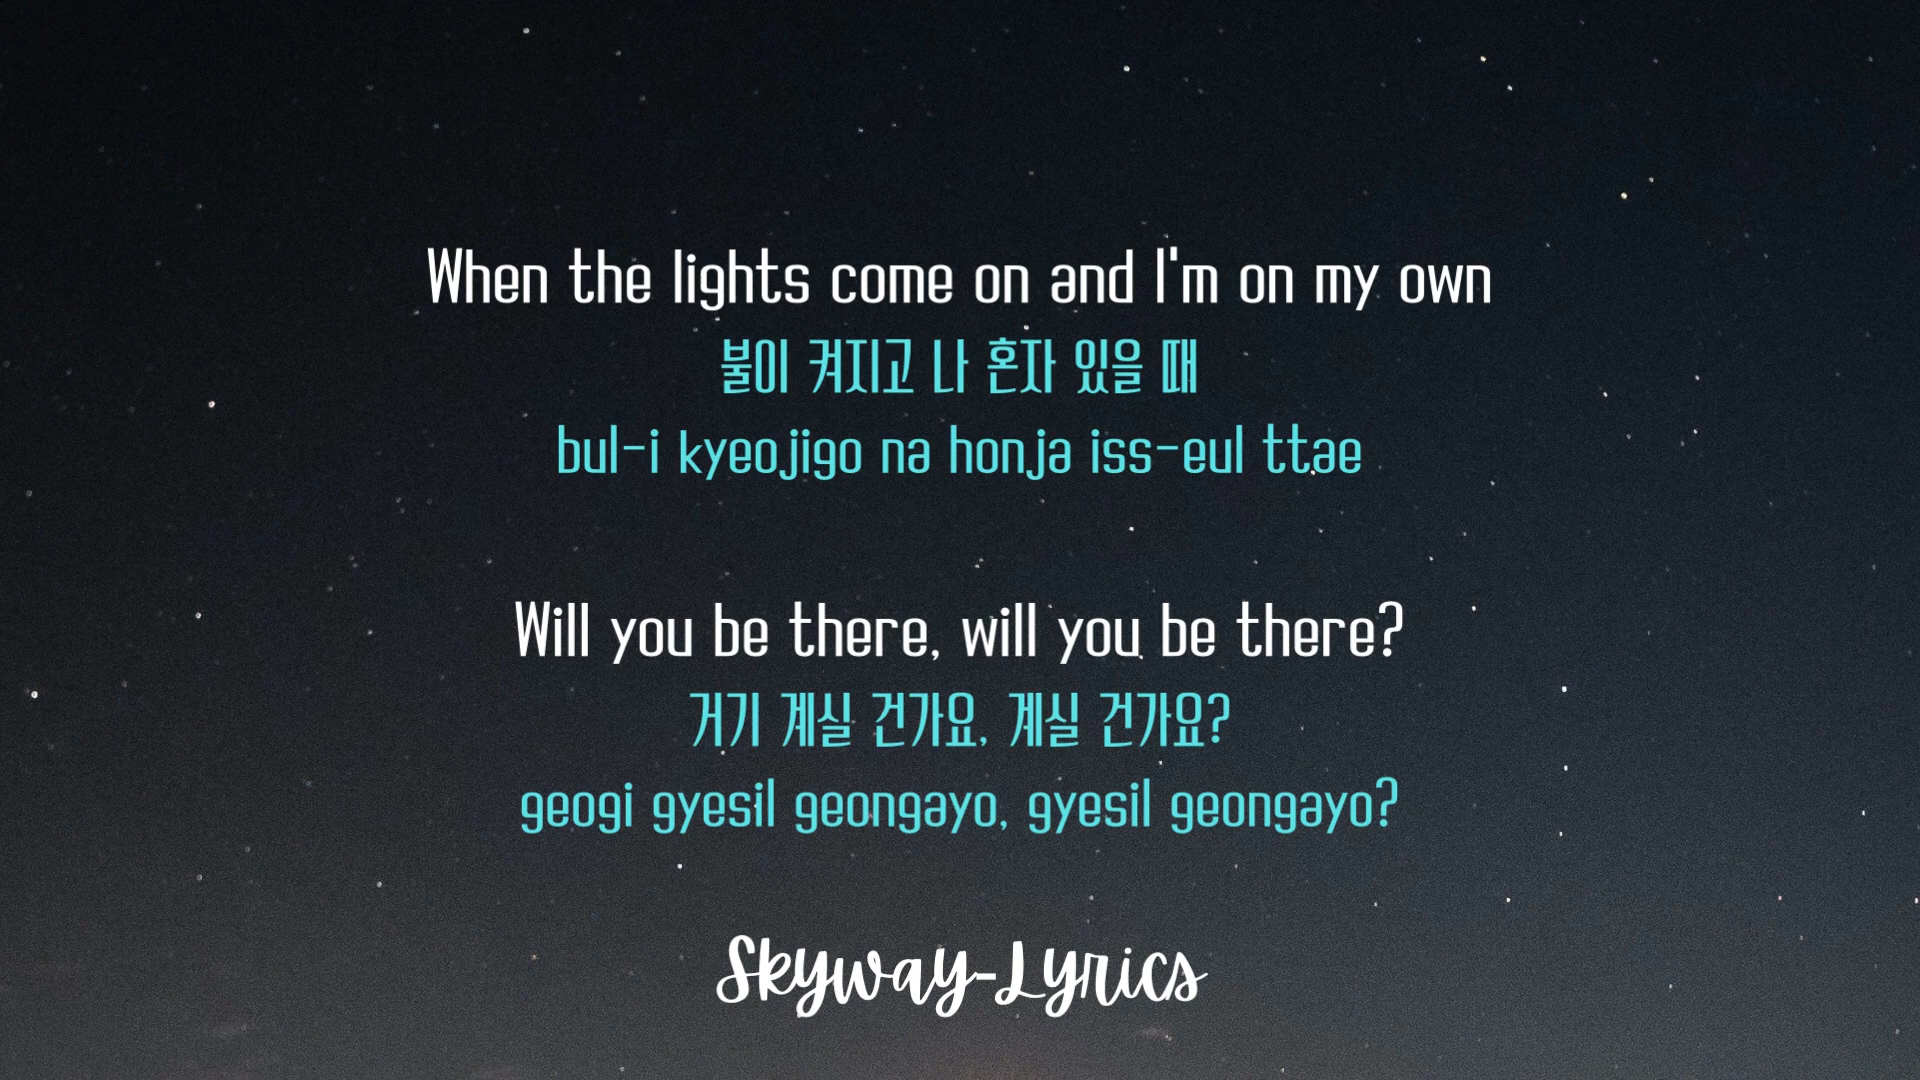 When the lights come on and I'm on my own
불이 켜지고 나 혼자 있을 때
bul-i kyeojigo na honja iss-eul ttae
Will you be there, will you be there?
거기 계실 건가요, 계실 건가요?
geogi gyesil geongayo, gyesil geongayo?
Skyway-Lyrics